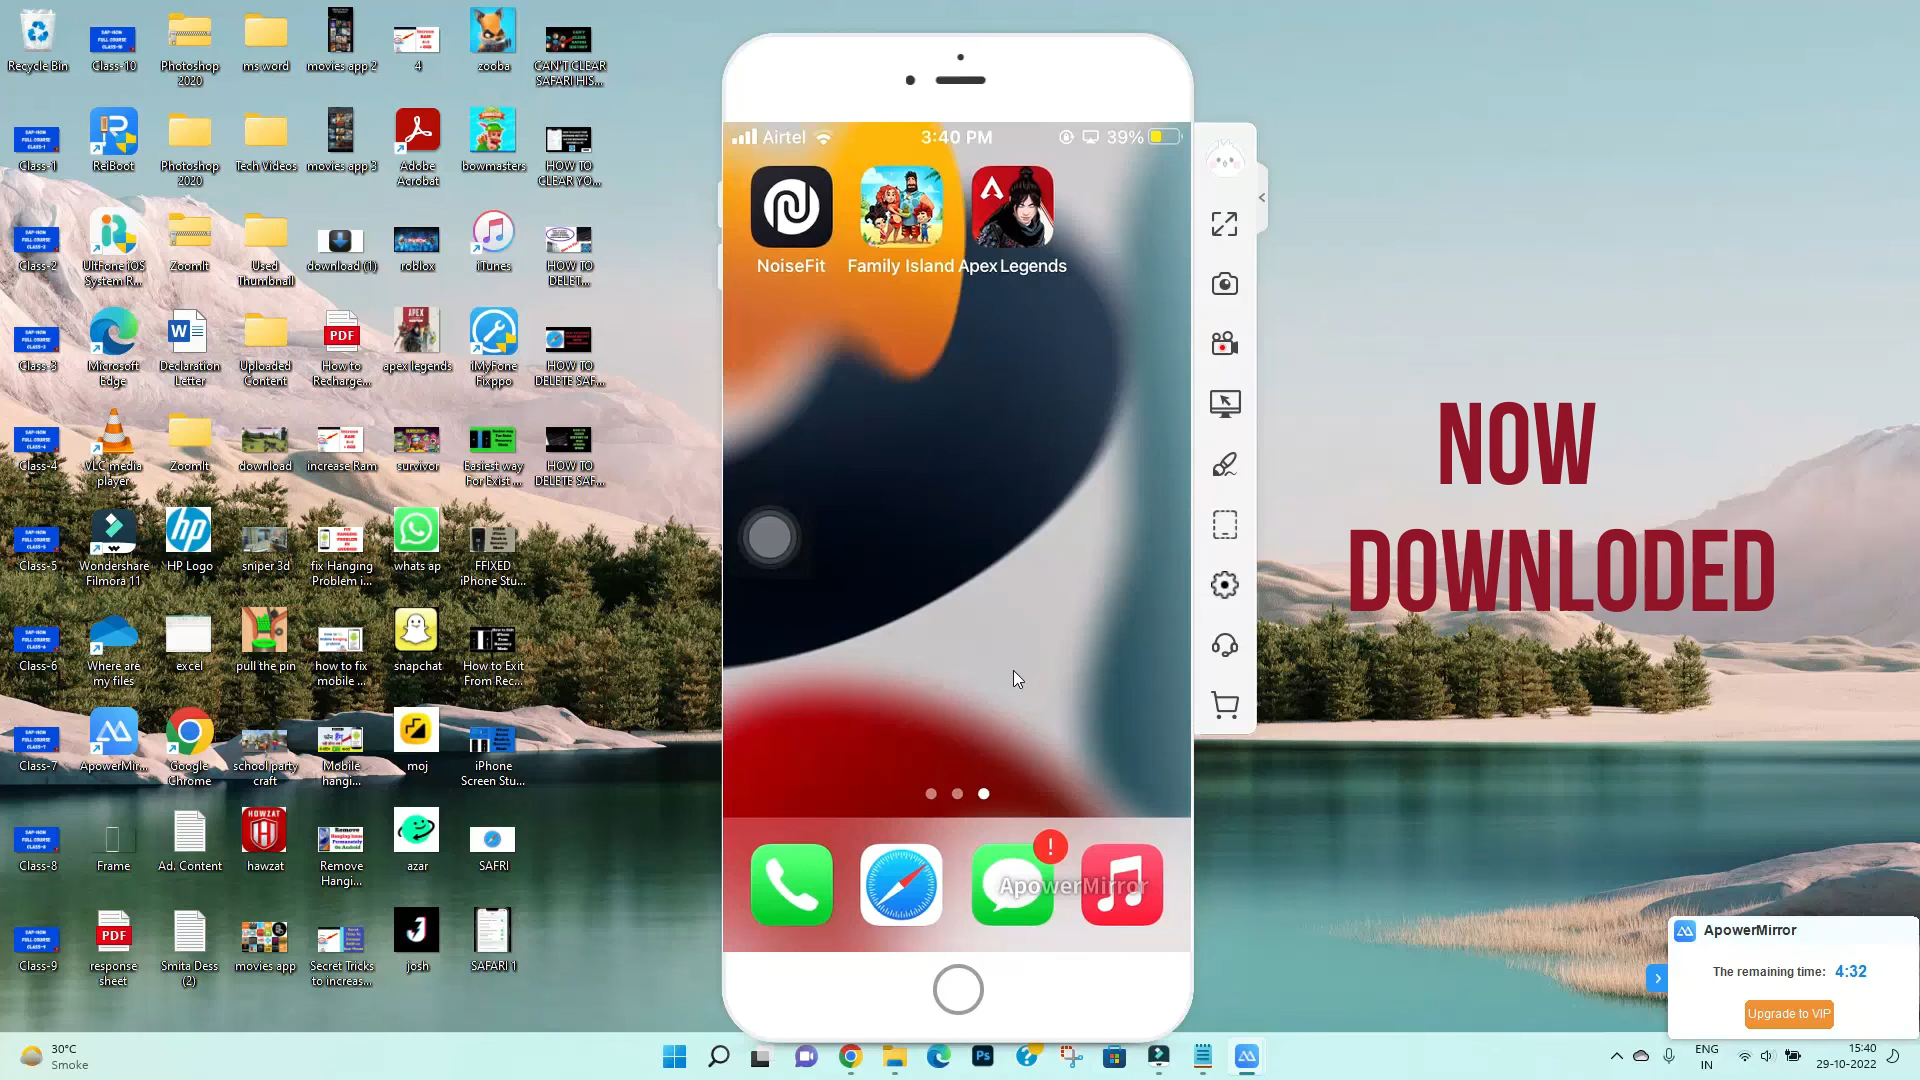 Recycle Bin
Class-10
Photoshop
2020
ms word
movies app 2
4
zooba
CAN'T CLEAR
SAFARI HIS...
Class-1
ReiBoot
Photoshop
2020
Tech Videos
movies app 3
Adobe
Acrobat
bowmasters
HOW TO
CLEAR YO...
Class-2
UltFone iOS
System R...
ZoomIt
Used
Thumbnail
download (1)
roblox
iTunes
HOW TO
DELET...
Class-3
Microsoft
Edge
Declaration
Letter
Uploaded
Content
PDF
How to
Recharge...
apex legends
iMyFone
Fixppo
HOW TO
DELETE SAF...
Class-4
VLC media
player
ZoomIt
download
increase Ram
survivor
Easiest way
For Exist ...
HOW TO
DELETE SAF...
Class-5
Wondershare
Filmora 11
HP Logo
sniper 3d
fix Hanging
Problem i...
whats ap
FFIXED
iPhone Stu...
Class-6
Where are
my files
excel
pull the pin
how to fix
mobile ...
snapchat
How to Exit
From Rec...
Class-7
ApowerMir...
Google
Chrome
school party
craft
Mobile
hangi...
moj
iPhone
Screen Stu...
Class-8
Frame
Ad. Content
HOWZAT
hawzat
Remove
Hangi...
azar
SAFRI
Class-9
PDF
response
sheet
Smita Dess
(2)
movies app
Secret Tricks
to increas...
josh
SAFARI 1
Airtel
3:40 PM
39%
NoiseFit
Family Island
Apex Legends
ApowerMirror
NOW
DOWNLODED
ApowerMirror
The remaining time: 4:32
Upgrade to VIP
30°C
Smoke
Ps
ENG
IN
15:40
29-10-2022